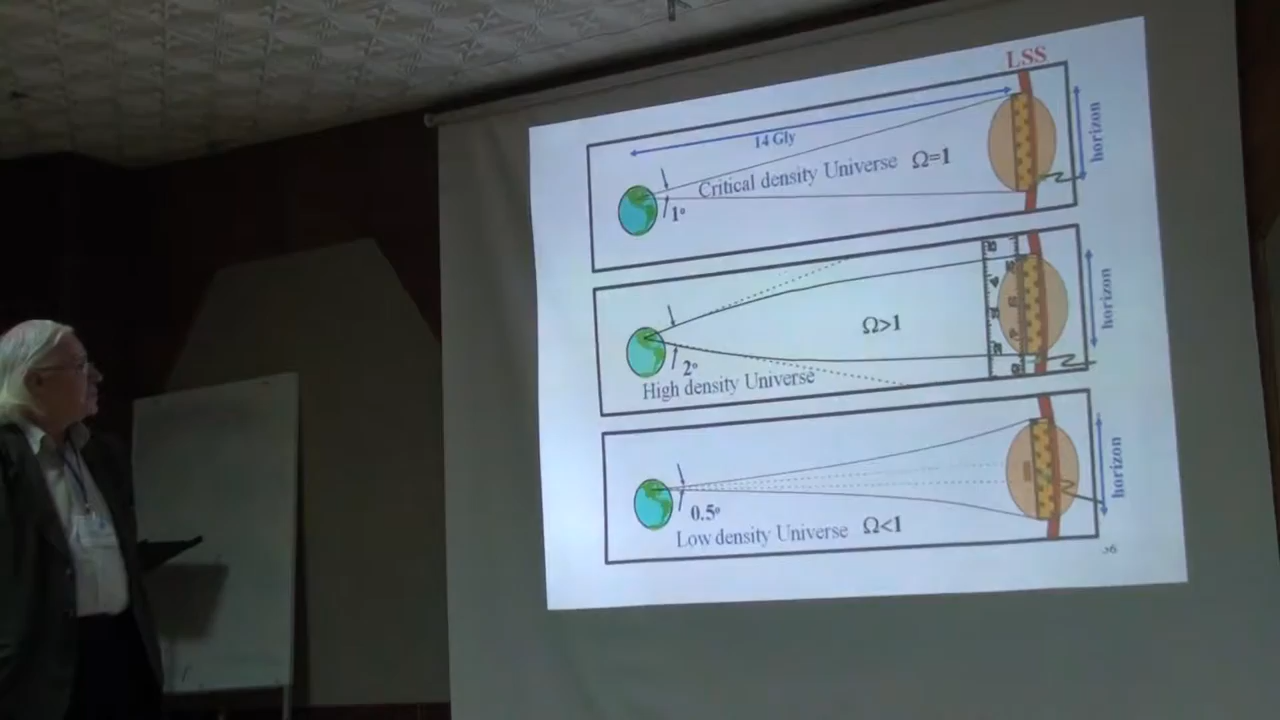 LSS
14 Gly
Critical density Universe Ω=1
1°
horizon
Ω>1
2°
High density Universe
horizon
0.5°
Low density Universe Ω<1
horizon